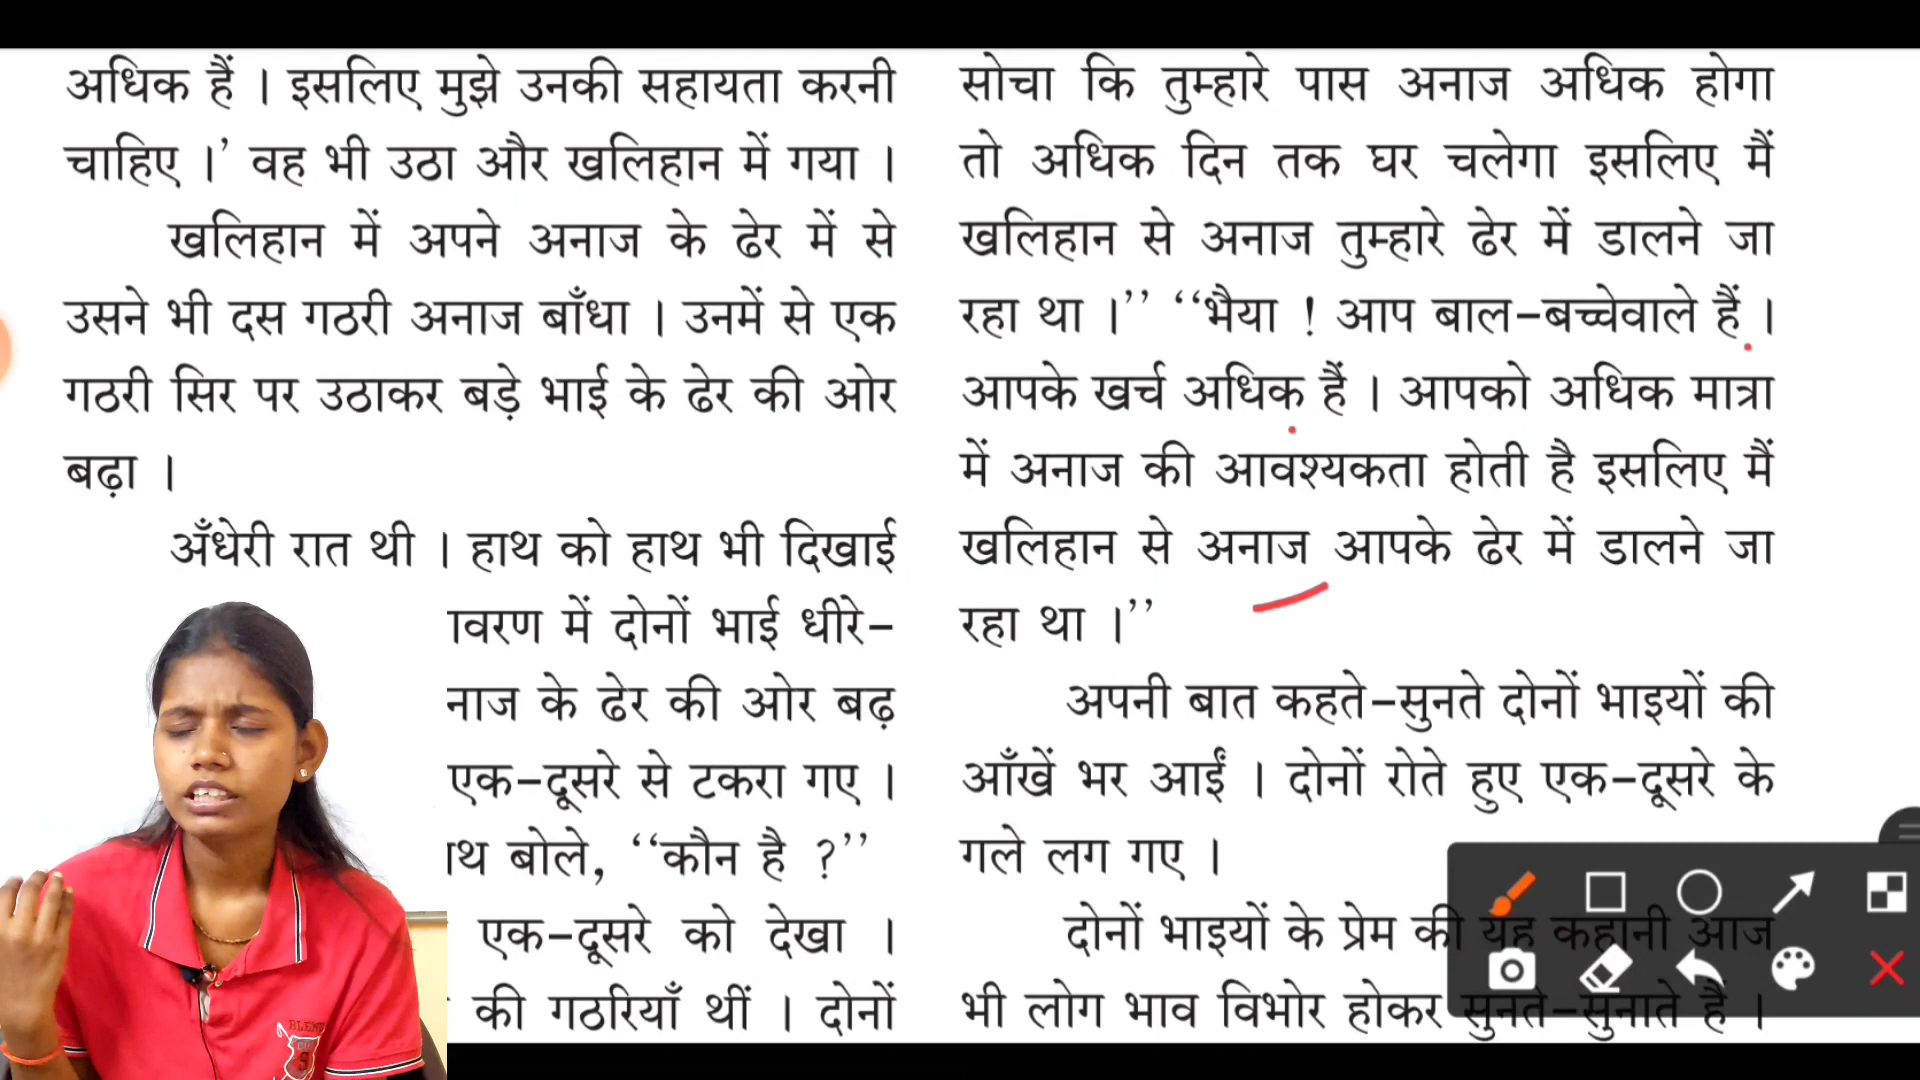 अधिक हैं । इसलिए मुझे उनकी सहायता करनी
चाहिए ।’ वह भी उठा और खलिहान में गया ।
खलिहान में अपने अनाज के ढेर में से
उसने भी दस गठरी अनाज बाँधा । उनमें से एक
गठरी सिर पर उठाकर बड़े भाई के ढेर की ओर
बढ़ा ।
अँधेरी रात थी । हाथ को हाथ भी दिखाई
में दोनों भाई धीरे-
के ढेर की ओर बढ़
एक-दूसरे से टकरा गए ।
बोले, ‘‘कौन है ?’’
एक-दूसरे को देखा ।
की गठरियाँ थीं । दोनों
सोचा कि तुम्हारे पास अनाज अधिक होगा
तो अधिक दिन तक घर चलेगा इसलिए मैं
खलिहान से अनाज तुम्हारे ढेर में डालने जा
रहा था ।’’ ‘‘भैया ! आप बाल-बच्चेवाले हैं ।
आपके खर्च अधिक हैं । आपको अधिक मात्रा
में अनाज की आवश्यकता होती है इसलिए मैं
खलिहान से अनाज आपके ढेर में डालने जा
रहा था ।’’
अपनी बात कहते-सुनते दोनों भाइयों की
आँखें भर आईं । दोनों रोते हुए एक-दूसरे के
गले लग गए ।
दोनों भाइयों के प्रेम की यह कहानी आज
भी लोग भाव विभोर होकर सुनते-सुनाते हैं ।